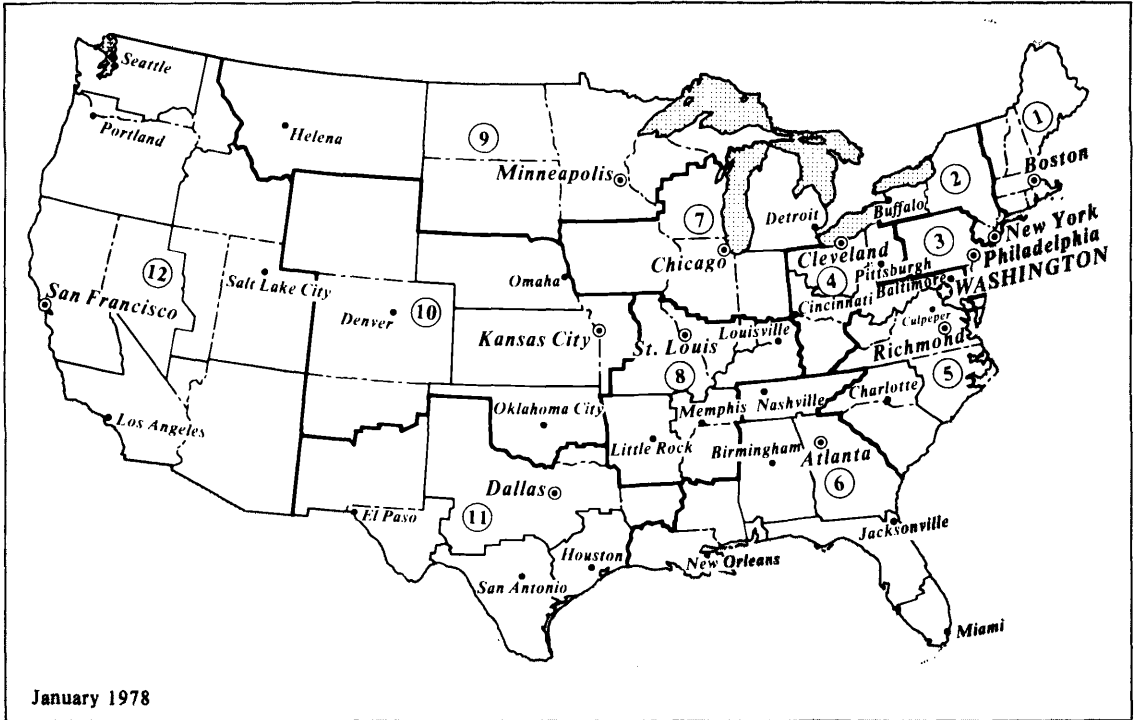 Seattle
Portland
Helena
9
Minneapolis
1
Boston
2
Buffalo
Detroit
7
Chicago
Cleveland
4
Pittsburgh
3
New York
Philadelphia
WASHINGTON
Baltimore
Cincinnati
12
San Francisco
Salt Lake City
Omaha
Denver
10
Kansas City
St. Louis
8
Louisville
Culpeper
Richmond
5
Charlotte
Los Angeles
Oklahoma City
Memphis
Nashville
Little Rock
Birmingham
Atlanta
6
Dallas
11
El Paso
Houston
San Antonio
New Orleans
Jacksonville
Miami
January 1978